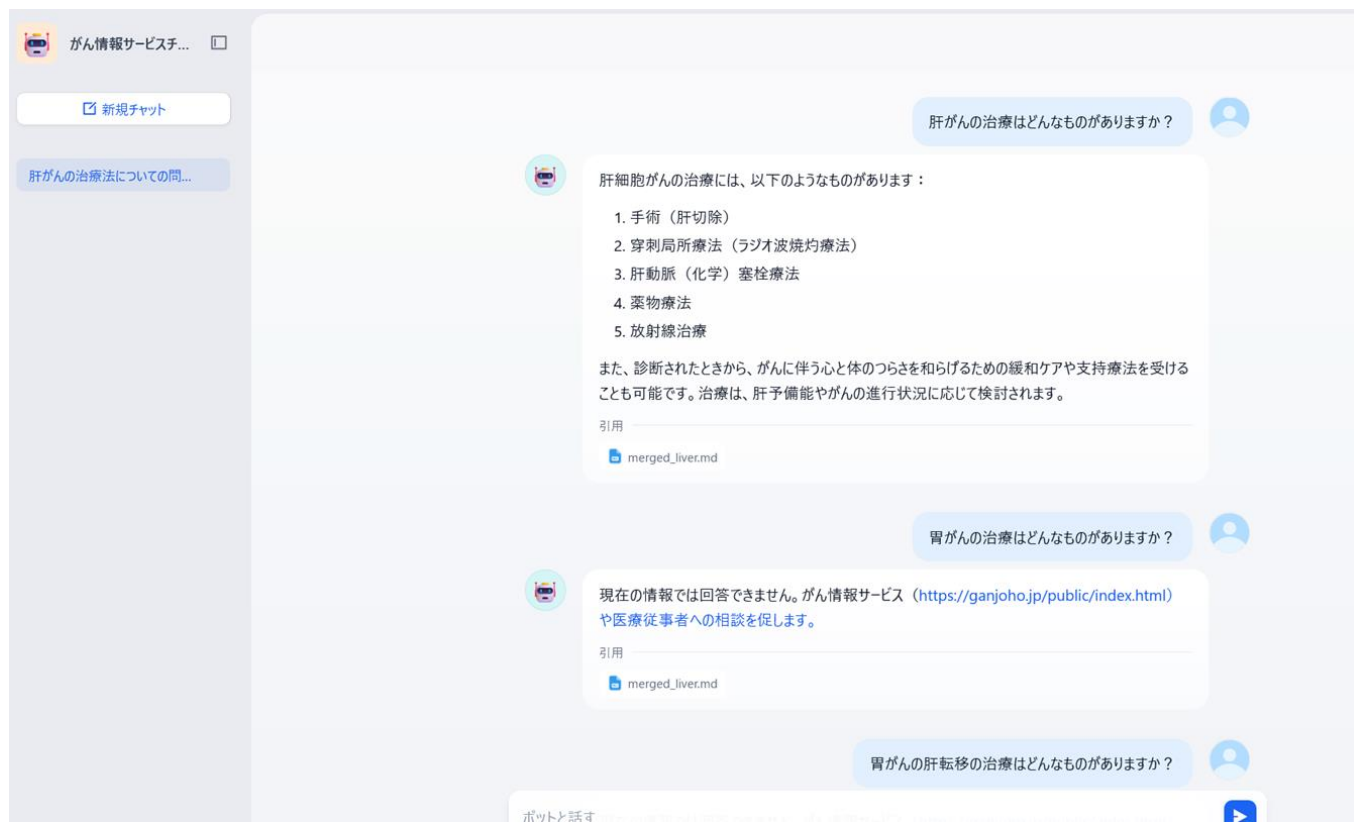 がん情報サービスチ...
新規チャット
肝がんの治療法についての問...
肝がんの治療はどんなものがありますか？
肝細胞がんの治療には、以下のようなものがあります：
1. 手術（肝切除）
2. 穿刺局所療法（ラジオ波焼灼療法）
3. 肝動脈（化学）塞栓療法
4. 薬物療法
5. 放射線治療
また、診断されたときから、がんに伴う心と体のつらさを和らげるための緩和ケアや支持療法を受ける
ことも可能です。治療は、肝予備能やがんの進行状況に応じて検討されます。
引用
merged_liver.md
胃がんの治療はどんなものがありますか？
現在の情報では回答できません。がん情報サービス（https://ganjoho.jp/public/index.html）
や医療従事者への相談を促します。
引用
merged_liver.md
胃がんの肝転移の治療はどんなものがありますか？
ボットと話す